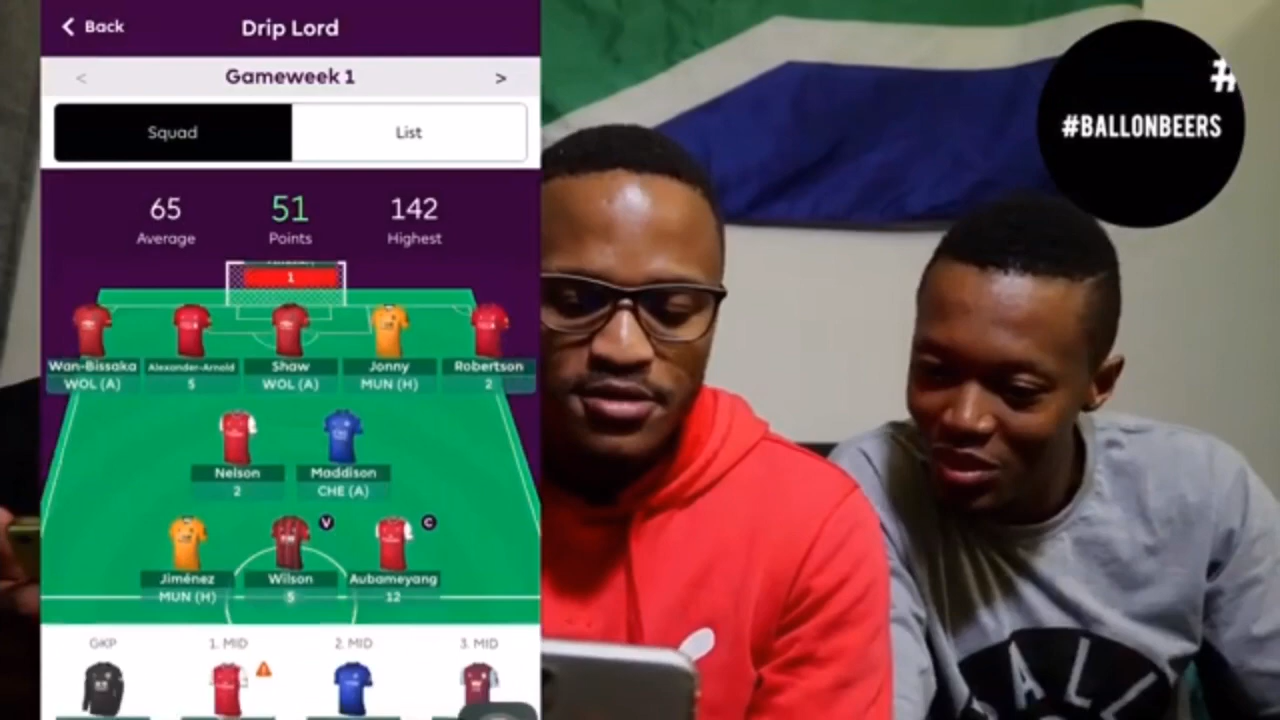 Back
Drip Lord
< Gameweek 1 >
Squad List
65 51 142
Average Points Highest
1
Wan-Bissaka Alexander-Arnold Shaw Jonny Robertson
WOL (A) 5 WOL (A) MUN (H) 2
Nelson Maddison
2 CHE (A)
V C
Jiménez Wilson Aubameyang
MUN (H) 5 12
GKP 1. MID 2. MID 3. MID
#
#BALLONBEERS
BALL